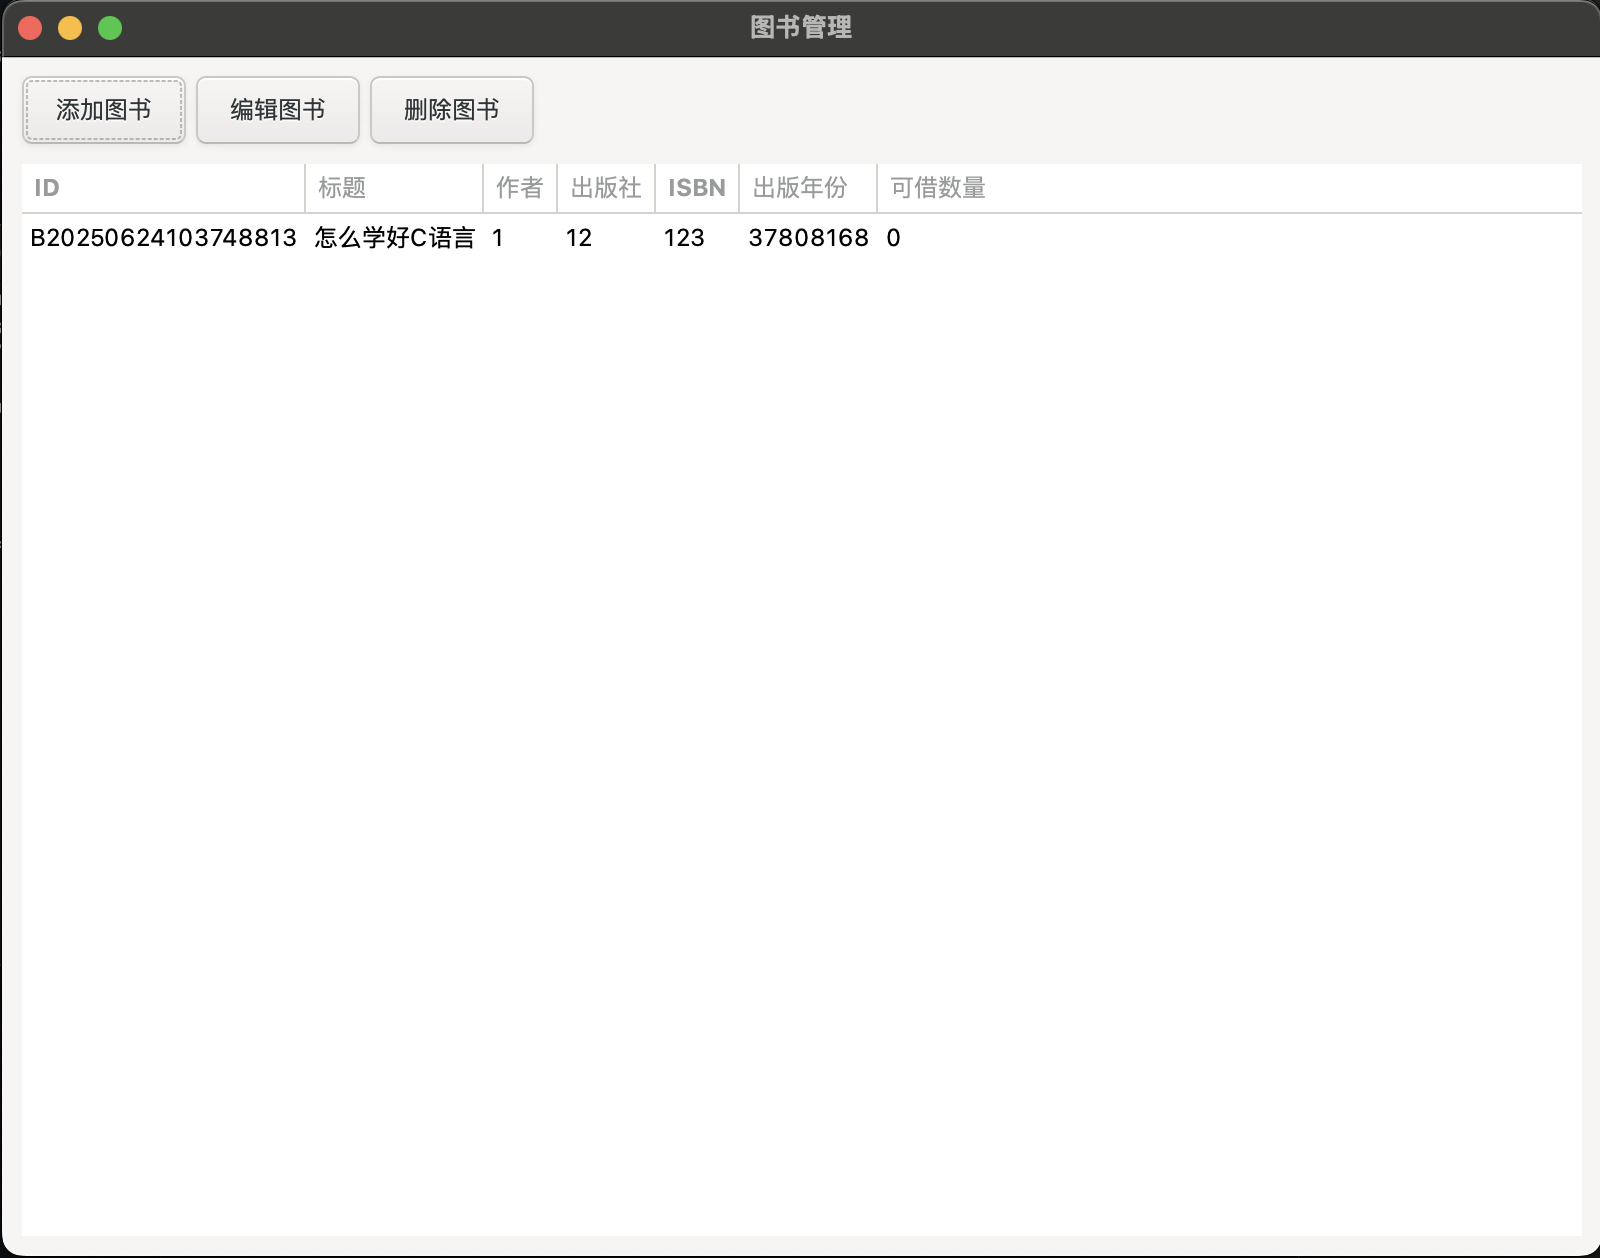 图书管理
添加图书 编辑图书 删除图书
ID 标题 作者 出版社 ISBN 出版年份 可借数量
B20250624103748813 怎么学好C语言 1 12 123 37808168 0